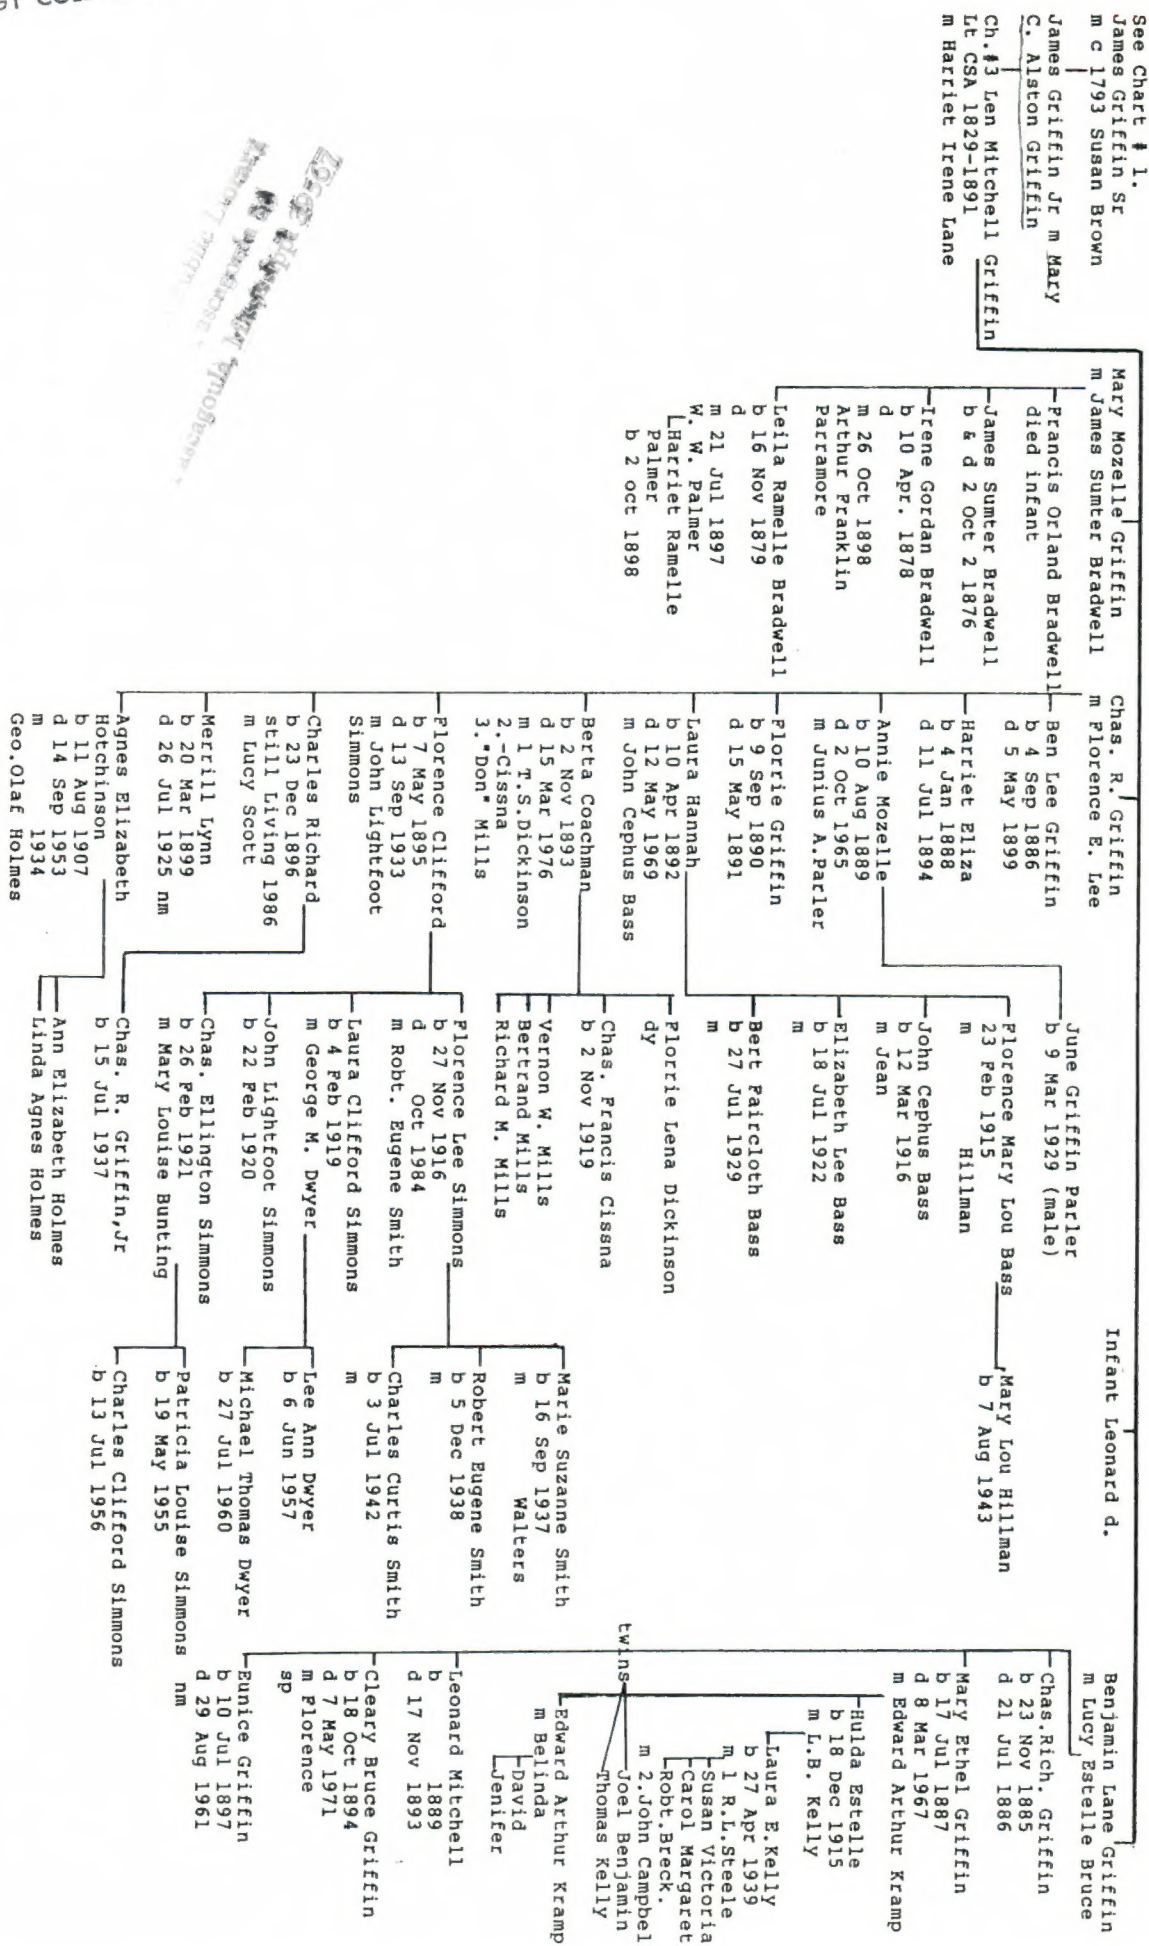 See Chart # 1.
James Griffin Sr
m c 1793 Susan Brown
James Griffin Jr m Mary
C. Alston Griffin
Ch.#3 Len Mitchell Griffin
Lt CSA 1829-1891
m Harriet Irene Lane
Mary Mozelle Griffin
m James Sumter Bradwell
Francis Orland Bradwell
died infant
James Sumter Bradwell
b & d 2 Oct 2 1876
Irene Gordan Bradwell
b 10 Apr. 1878
d
m 26 Oct 1898
Arthur Franklin
Parramore
Leila Ramelle Bradwell
b 16 Nov 1879
d
m 21 Jul 1897
W. W. Palmer
Harriet Ramelle
Palmer
b 2 oct 1898
Chas. R. Griffin
m Florence E. Lee
Ben Lee Griffin
b 4 Sep 1886
d 5 May 1899
Harriet Eliza
b 4 Jan 1888
d 11 Jul 1894
Annie Mozelle
b 10 Aug 1889
d 2 Oct 1965
m Junius A.Parler
Florrie Griffin
b 9 Sep 1890
d 15 May 1891
Laura Hannah
b 10 Apr 1892
d 12 May 1969
m John Cephus Bass
Berta Coachman
b 2 Nov 1893
d 15 Mar 1976
m 1 T.S.Dickinson
2.-Cissna
3."Don" Mills
Florence Clifford
b 7 May 1895
d 13 Sep 1933
m John Lightfoot
Simmons
Charles Richard
b 23 Dec 1896
still Living 1986
m Lucy Scott
Merrill Lynn
b 20 Mar 1899
d 26 Jul 1925 nm
Agnes Elizabeth
Hotchinson
b 11 Aug 1907
d 14 Sep 1953
m 1934
Geo.Olaf Holmes
June Griffin Parler
b 9 Mar 1929 (male)
Florence Mary Lou Bass
23 Feb 1915
m Hillman
John Cephus Bass
b 12 Mar 1916
m Jean
Elizabeth Lee Bass
b 18 Jul 1922
m
Bert Faircloth Bass
b 27 Jul 1929
m
Florrie Lena Dickinson
dy
Chas. Francis Cissna
b 2 Nov 1919
Vernon W. Mills
Bertrand Mills
Richard M. Mills
Florence Lee Simmons
b 27 Nov 1916
d Oct 1984
m Robt. Eugene Smith
Laura Clifford Simmons
b 4 Feb 1919
m George M. Dwyer
John Lightfoot Simmons
b 22 Feb 1920
Chas. Ellington Simmons
b 26 Feb 1921
m Mary Louise Bunting
Chas. R. Griffin,Jr
b 15 Jul 1937
Ann Elizabeth Holmes
Linda Agnes Holmes
Infant Leonard d.
Mary Lou Hillman
b 7 Aug 1943
Marie Suzanne Smith
b 16 Sep 1937
m Walters
Robert Eugene Smith
b 5 Dec 1938
m
Charles Curtis Smith
b 3 Jul 1942
m
Lee Ann Dwyer
b 6 Jun 1957
Michael Thomas Dwyer
b 27 Jul 1960
Patricia Louise Simmons nm
b 19 May 1955
Charles Clifford Simmons
b 13 Jul 1956
Benjamin Lane Griffin
m Lucy Estelle Bruce
Chas.Rich. Griffin
b 23 Nov 1885
d 21 Jul 1886
Mary Ethel Griffin
b 17 Jul 1887
d 8 Mar 1967
m Edward Arthur Kramp
Hulda Estelle
b 18 Dec 1915
m L.B. Kelly
Laura E.Kelly
b 27 Apr 1939
m 1 R.L.Steele
Susan Victoria
Carol Margaret
Robt.Breck.
m 2.John Campbel
twins
Joel Benjamin
Thomas Kelly
Edward Arthur Kramp
m Belinda
David
Jenifer
Leonard Mitchell
b 1889
d 17 Nov 1893
Cleary Bruce Griffin
b 18 Oct 1894
d 7 May 1971
m Florence
sp
Eunice Griffin
b 10 Jul 1897
d 29 Aug 1961
Public Library